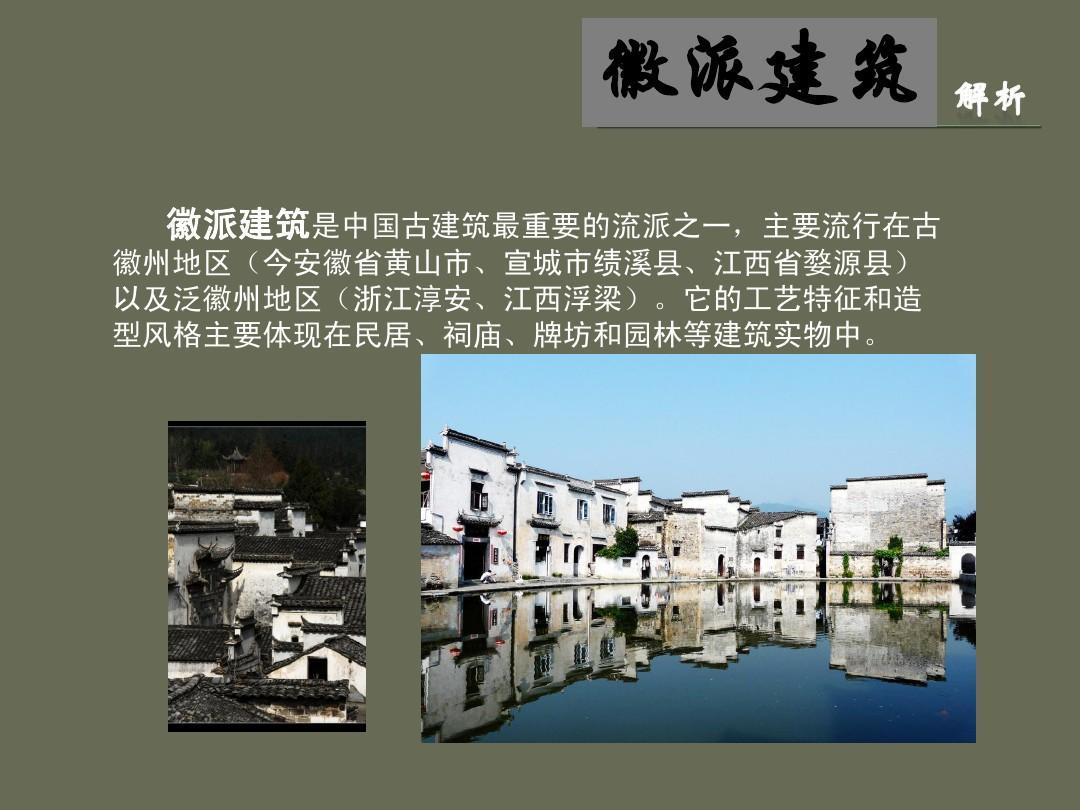 徽派建筑
解析
徽派建筑是中国古建筑最重要的流派之一，主要流行在古
徽州地区（今安徽省黄山市、宣城市绩溪县、江西省婺源县）
以及泛徽州地区（浙江淳安、江西浮梁）。它的工艺特征和造
型风格主要体现在民居、祠庙、牌坊和园林等建筑实物中。